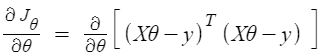 ∂J_θ/∂θ = ∂/∂θ [ (Xθ − y)^T (Xθ − y) ]